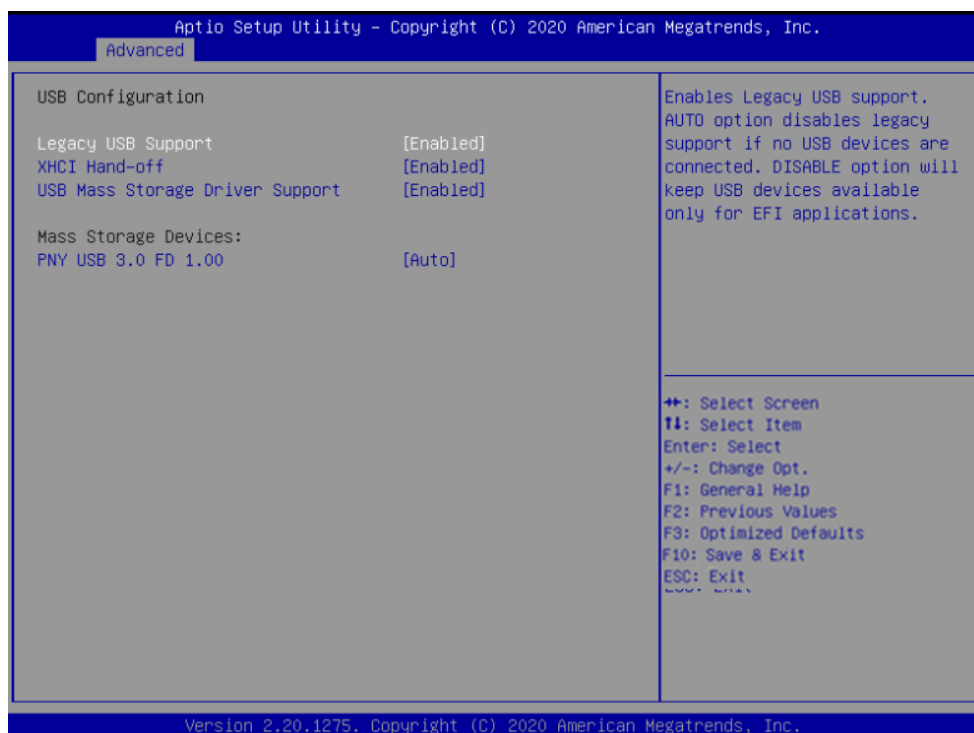 Aptio Setup Utility – Copyright (C) 2020 American Megatrends, Inc.
Advanced
USB Configuration
Legacy USB Support [Enabled]
XHCI Hand-off [Enabled]
USB Mass Storage Driver Support [Enabled]
Mass Storage Devices:
PNY USB 3.0 FD 1.00 [Auto]
Enables Legacy USB support.
AUTO option disables legacy
support if no USB devices are
connected. DISABLE option will
keep USB devices available
only for EFI applications.
→←: Select Screen
↑↓: Select Item
Enter: Select
+/-: Change Opt.
F1: General Help
F2: Previous Values
F3: Optimized Defaults
F10: Save & Exit
ESC: Exit
Version 2.20.1275. Copyright (C) 2020 American Megatrends, Inc.